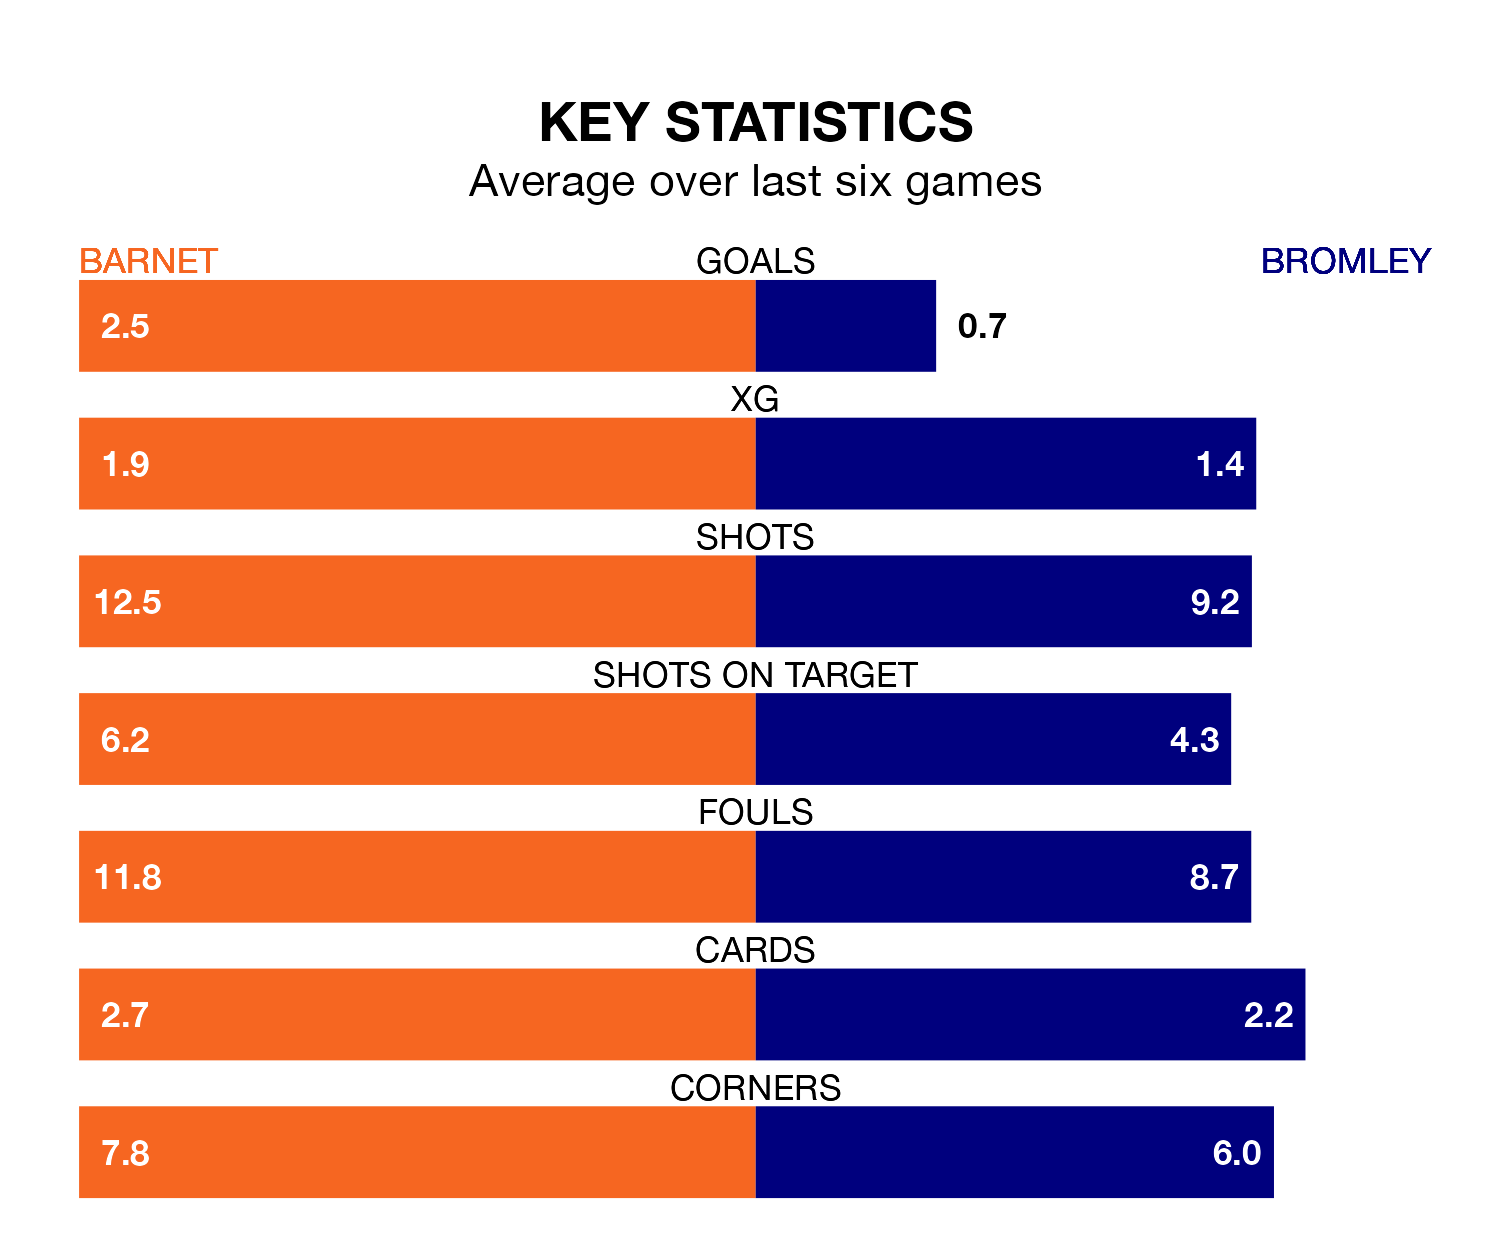 KEY STATISTICS
Average over last six games
BARNET GOALS BROMLEY
2.5 0.7
XG
1.9 1.4
SHOTS
12.5 9.2
SHOTS ON TARGET
6.2 4.3
FOULS
11.8 8.7
CARDS
2.7 2.2
CORNERS
7.8 6.0